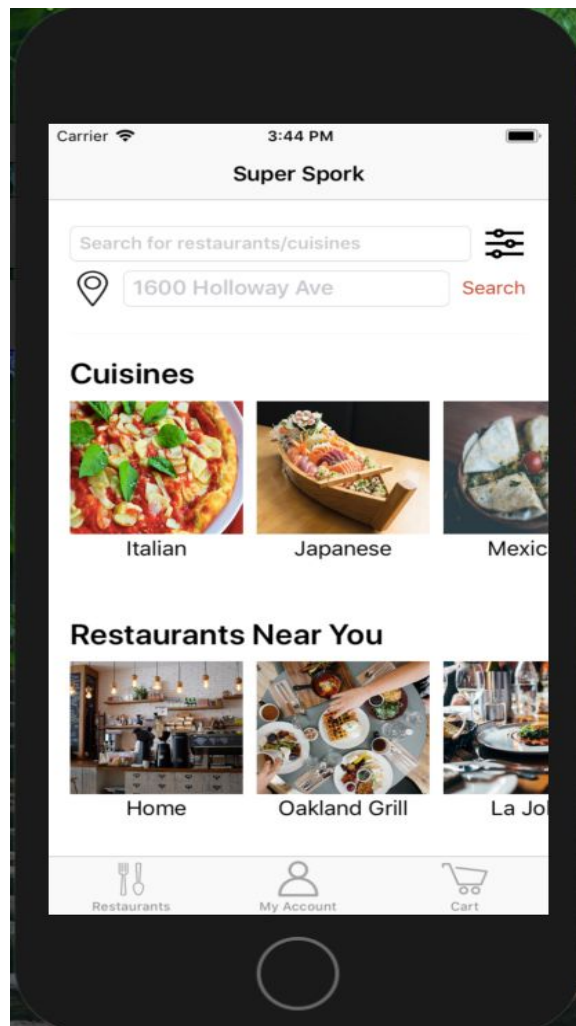 Carrier 3:44 PM
Super Spork
Search for restaurants/cuisines
1600 Holloway Ave Search
Cuisines
Italian Japanese Mexic
Restaurants Near You
Home Oakland Grill La Jol
Restaurants My Account Cart